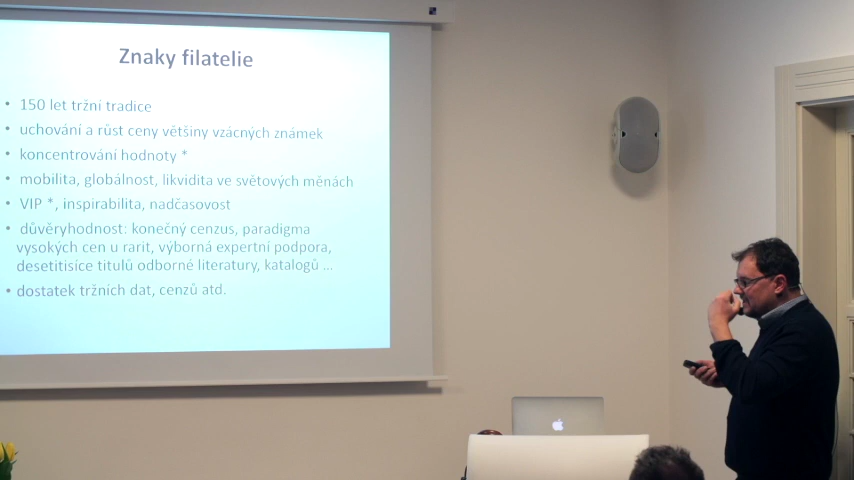 Znaky filatelie
• 150 let tržní tradice
• uchování a růst ceny většiny vzácných známek
• koncentrování hodnoty *
• mobilita, globálnost, likvidita ve světových měnách
• VIP *, inspirabilita, nadčasovost
• důvěryhodnost: konečný cenzus, paradigma
vysokých cen u rarit, výborná expertní podpora,
desetitisíce titulů odborné literatury, katalogů ...
• dostatek tržních dat, cenzů atd.